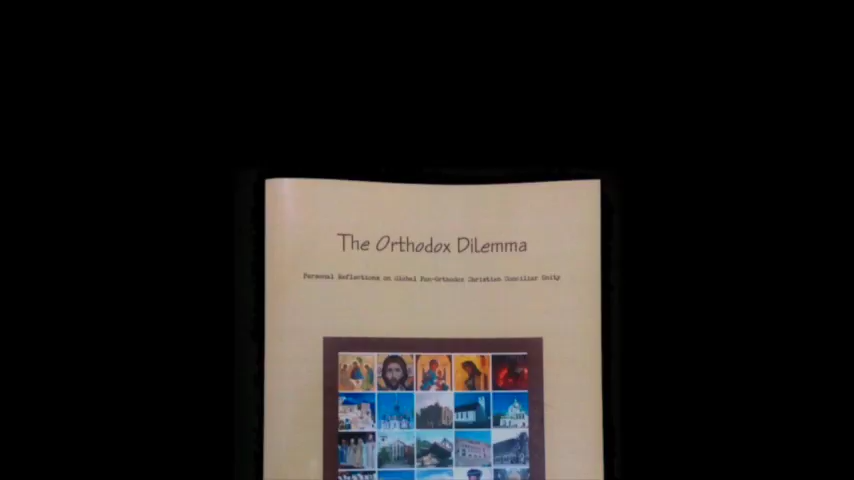 The Orthodox Dilemma
Personal Reflections on Global Pan-Orthodox Christian Conciliar Unity